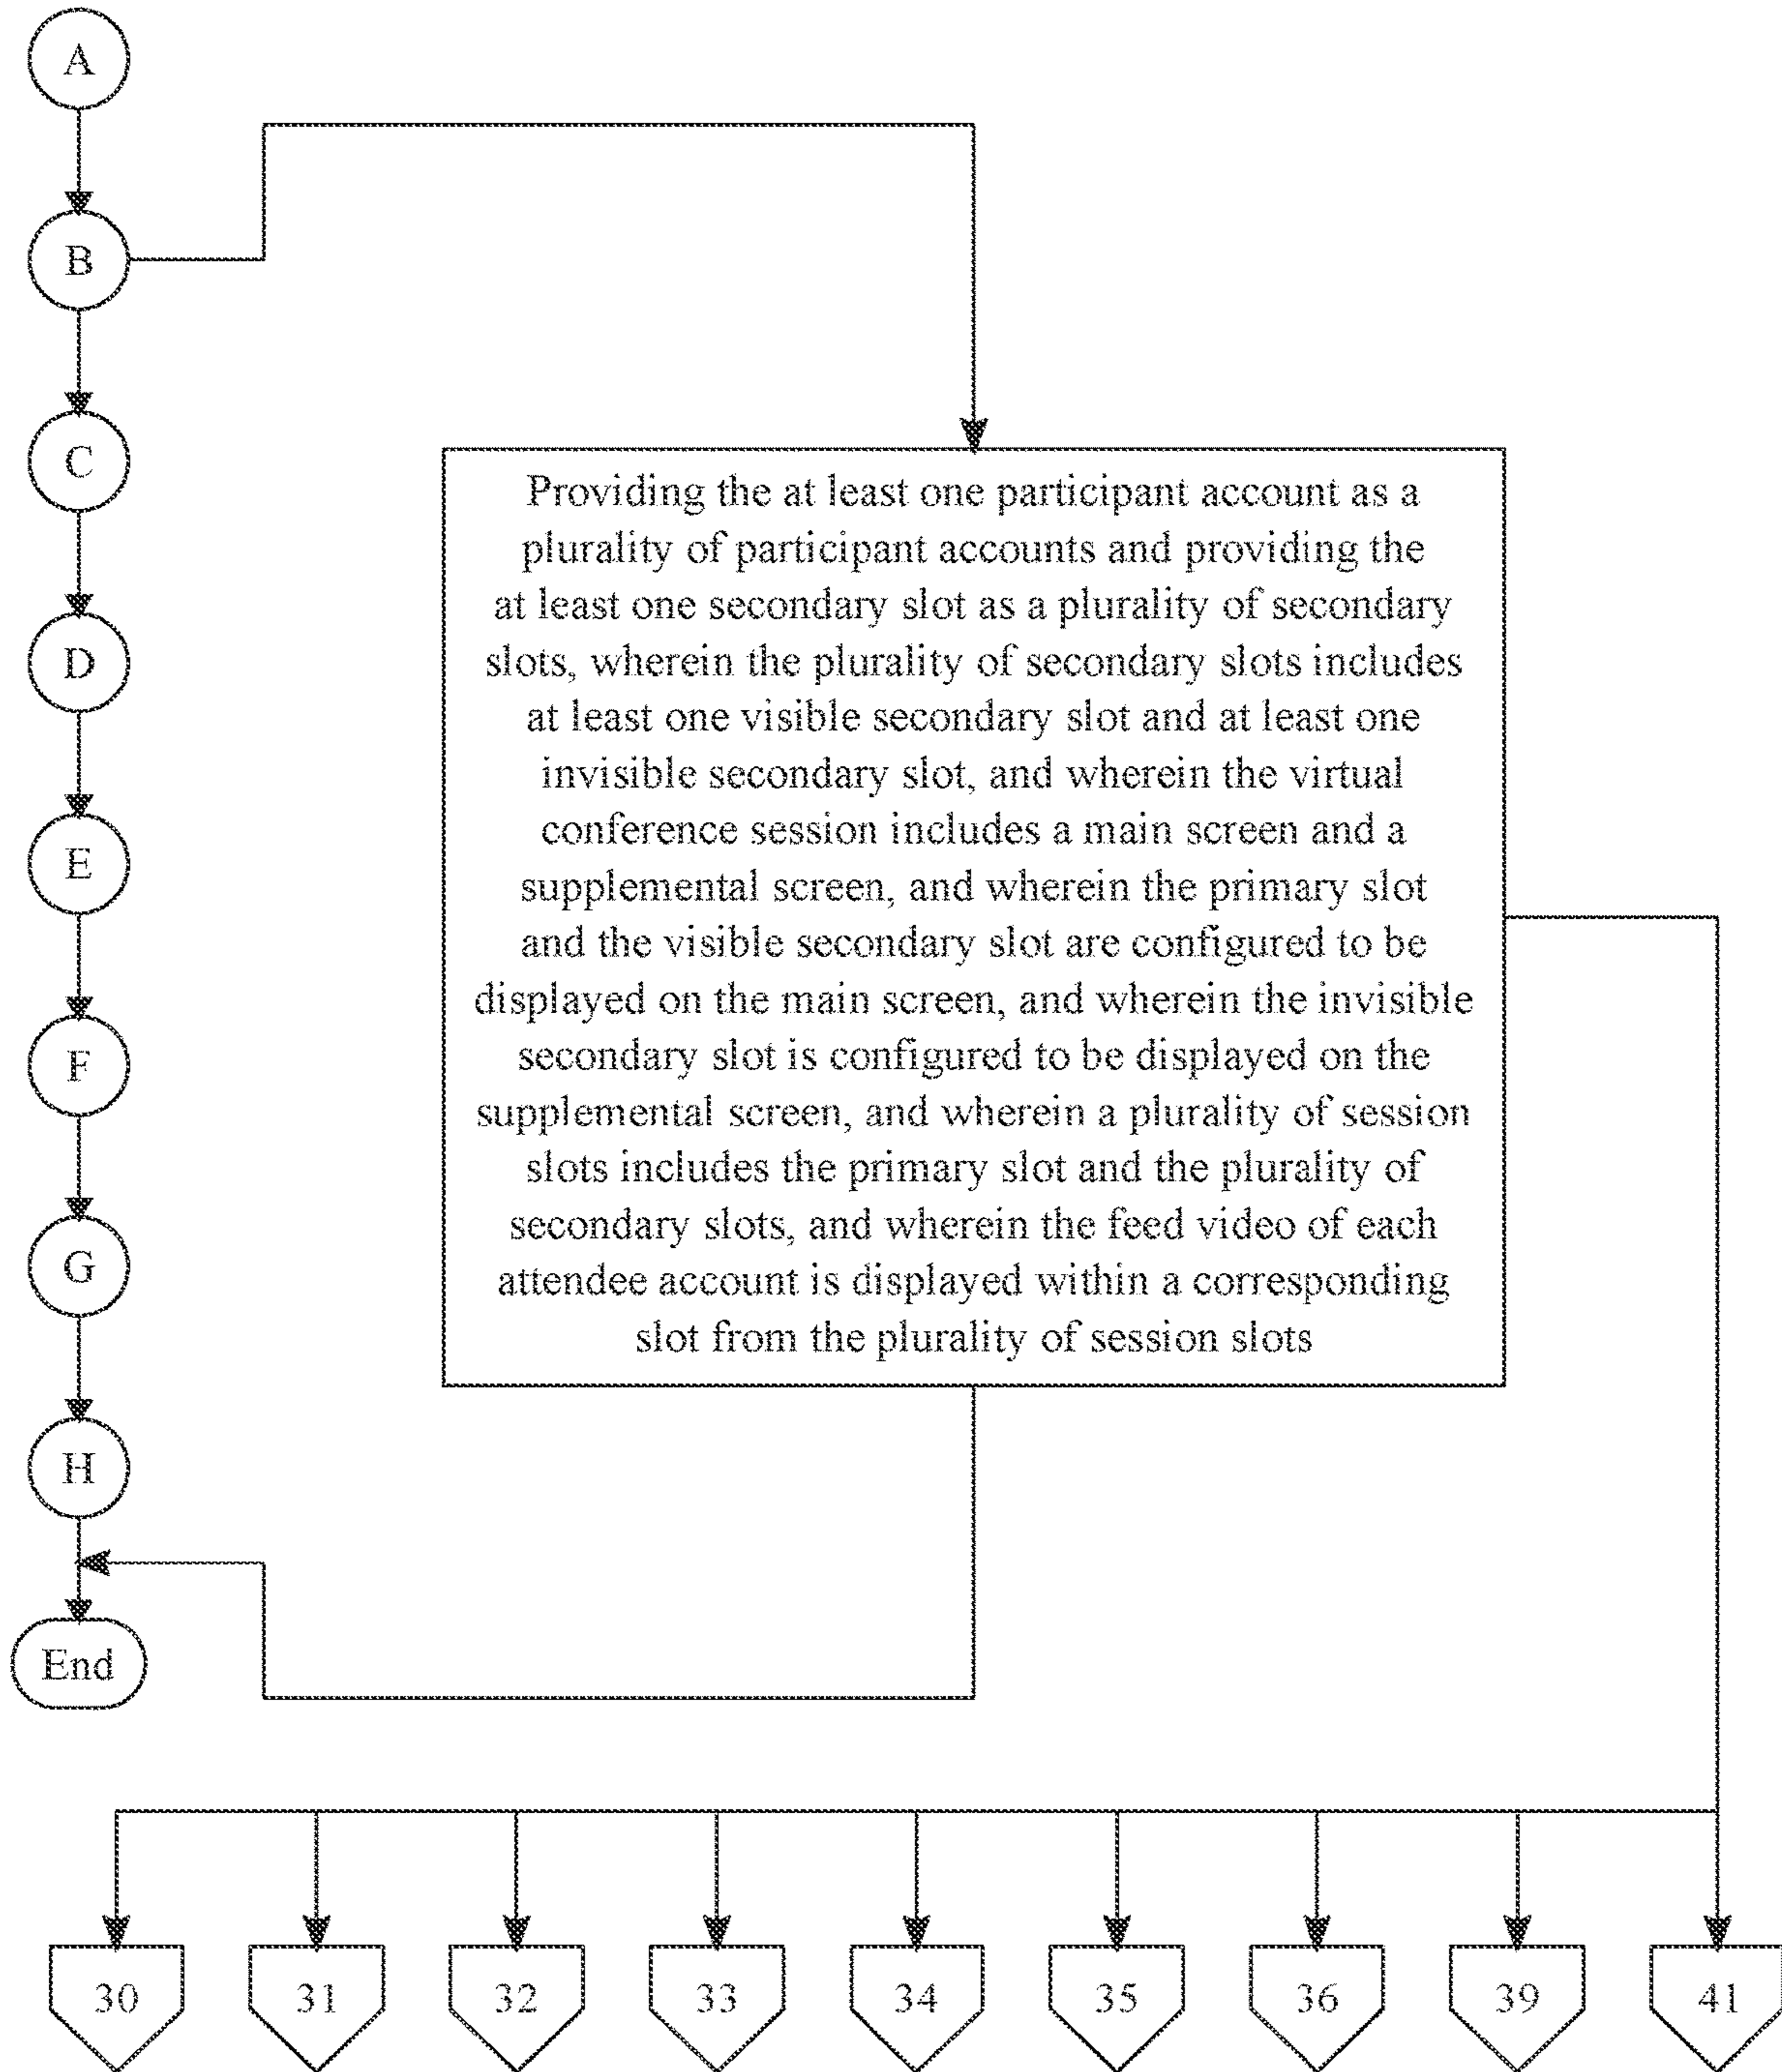 A
B
C
D
E
F
G
H
End
Providing the at least one participant account as a
plurality of participant accounts and providing the
at least one secondary slot as a plurality of secondary
slots, wherein the plurality of secondary slots includes
at least one visible secondary slot and at least one
invisible secondary slot, and wherein the virtual
conference session includes a main screen and a
supplemental screen, and wherein the primary slot
and the visible secondary slot are configured to be
displayed on the main screen, and wherein the invisible
secondary slot is configured to be displayed on the
supplemental screen, and wherein a plurality of session
slots includes the primary slot and the plurality of
secondary slots, and wherein the feed video of each
attendee account is displayed within a corresponding
slot from the plurality of session slots
30 31 32 33 34 35 36 39 41